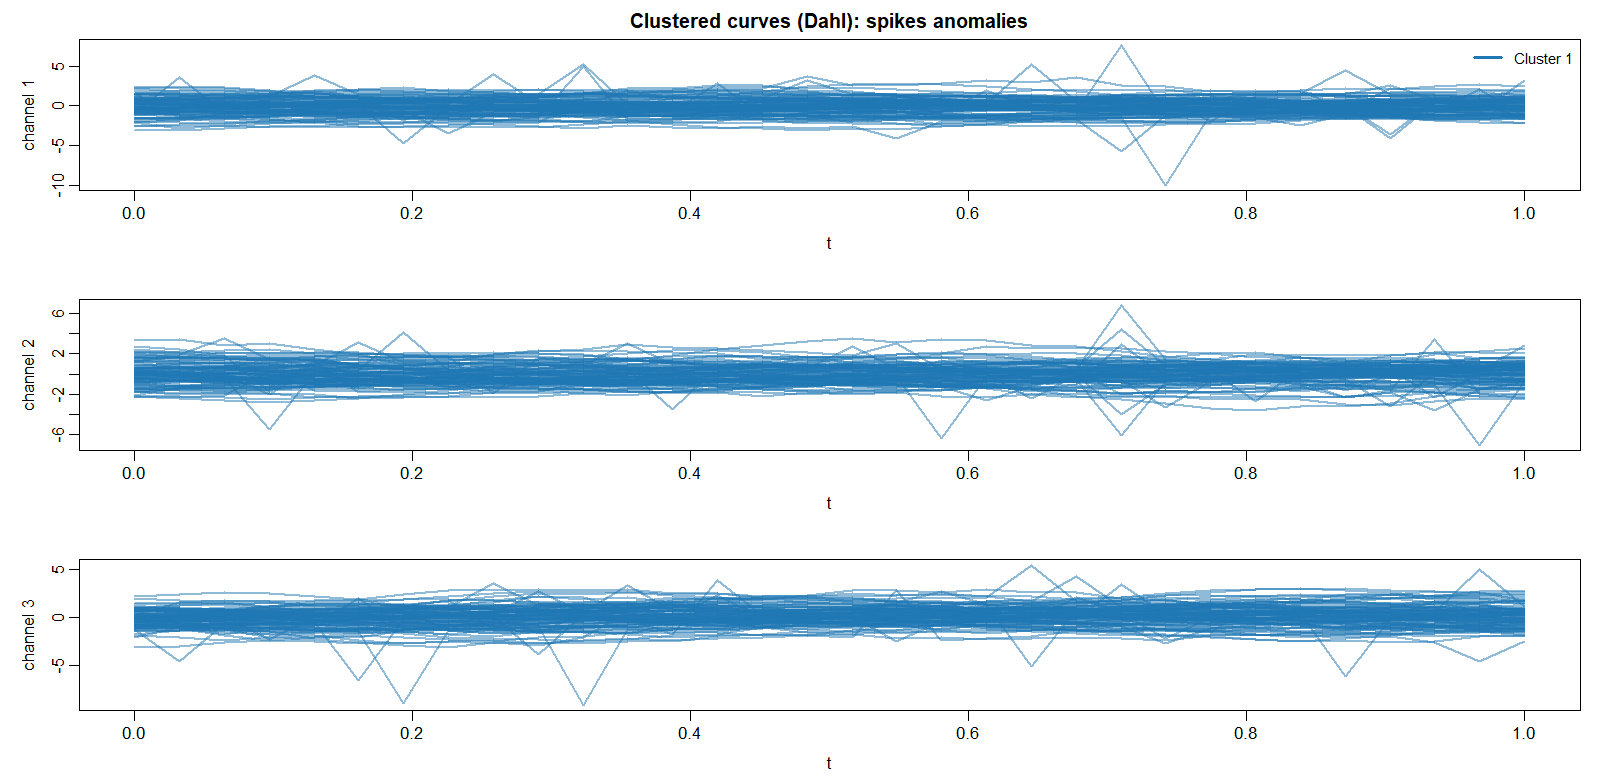 Clustered curves (Dahl): spikes anomalies
channel 1
5
0
-5
-10
Cluster 1
0.0 0.2 0.4 0.6 0.8 1.0
t
channel 2
6
2
-2
-6
0.0 0.2 0.4 0.6 0.8 1.0
t
channel 3
5
0
-5
0.0 0.2 0.4 0.6 0.8 1.0
t